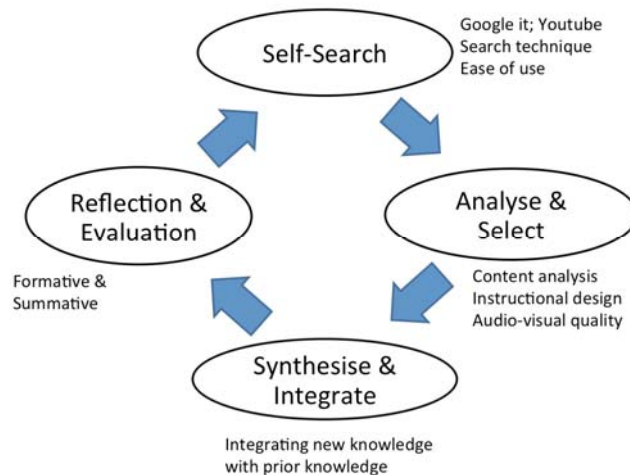 Self-Search
Google it; Youtube
Search technique
Ease of use
Analyse &
Select
Content analysis
Instructional design
Audio-visual quality
Synthesise &
Integrate
Integrating new knowledge
with prior knowledge
Reflection &
Evaluation
Formative &
Summative